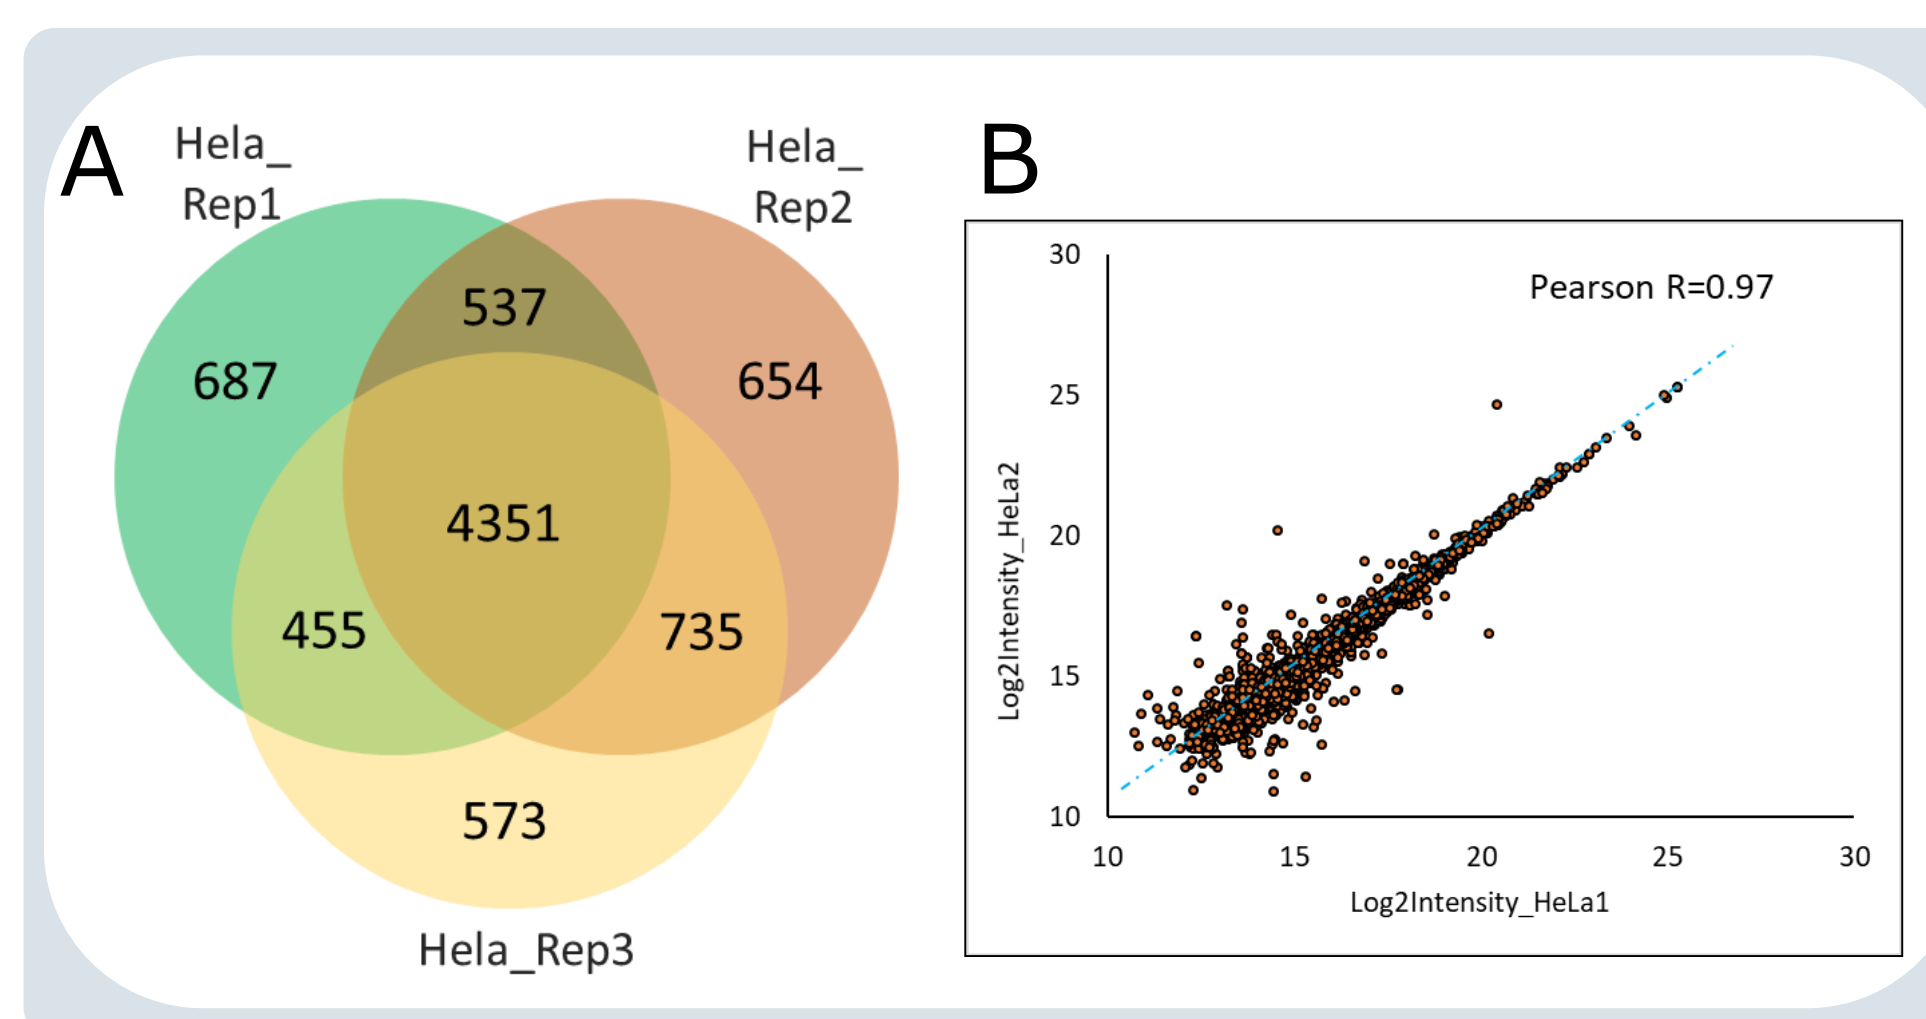 A
Hela_
Rep1
Hela_
Rep2
537
687
654
4351
455
735
573
Hela_Rep3
B
30
Pearson R=0.97
25
20
15
10
Log2Intensity_HeLa2
10 15 20 25 30
Log2Intensity_HeLa1